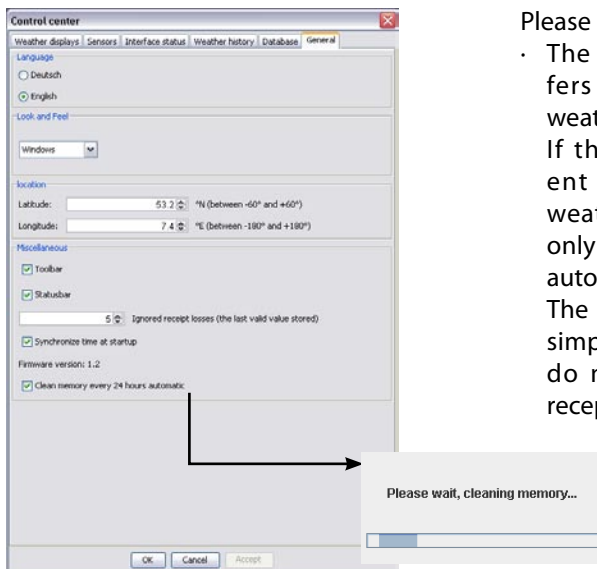 Control center
Weather displays Sensors Interface status Weather history Database General
Language
Deutsch
English
Look and Feel
Windows
location
Latitude: 53.2 °N (between -60° and +60°)
Longitude: 7.4 °E (between -180° and +180°)
Miscellaneous
Toolbar
Statusbar
5 Ignored receipt losses (the last valid value stored)
Synchronize time at startup
Firmware version: 1.2
Clean memory every 24 hours automatic
OK Cancel Accept
Please wait, cleaning memory...
Please
· The
fers
weat
If th
ent
weat
only
auto
The
simp
do
recep